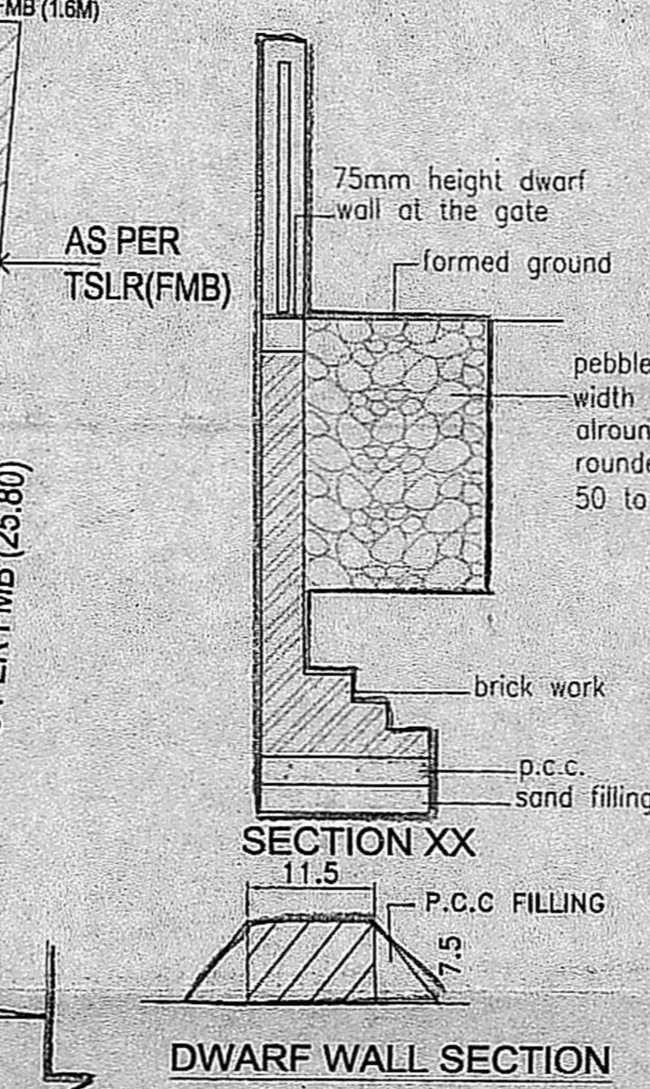 MB (1.6M)
75mm height dwarf
wall at the gate
AS PER
TSLR(FMB)
formed ground
pebble
width
alroun
rounde
50 to
FMB (25.80)
brick work
p.c.c.
sand filling
SECTION XX
11.5
P.C.C FILLING
7.5
DWARF WALL SECTION